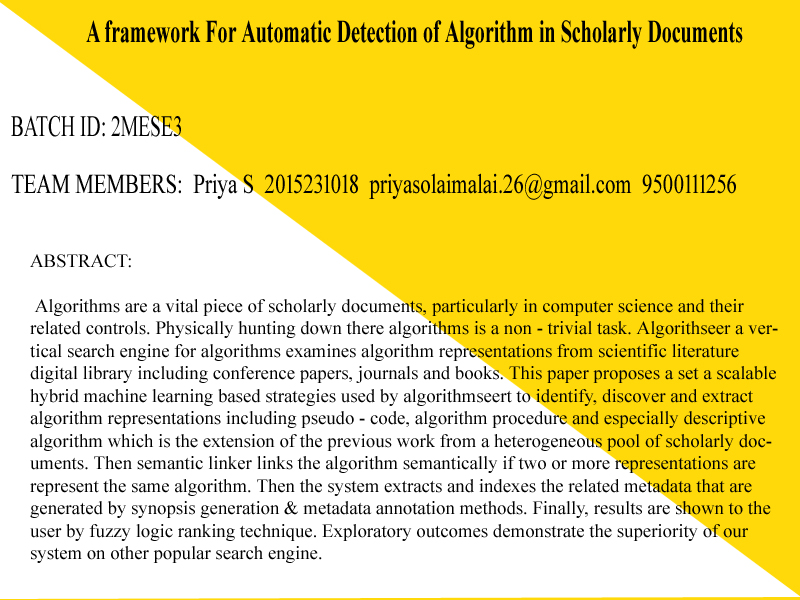 A framework For Automatic Detection of Algorithm in Scholarly Documents
BATCH ID: 2MESE3
TEAM MEMBERS: Priya S 2015231018 priyasolaimalai.26@gmail.com 9500111256
ABSTRACT:
Algorithms are a vital piece of scholarly documents, particularly in computer science and their
related controls. Physically hunting down there algorithms is a non - trivial task. Algorithseer a ver-
tical search engine for algorithms examines algorithm representations from scientific literature
digital library including conference papers, journals and books. This paper proposes a set a scalable
hybrid machine learning based strategies used by algorithmseert to identify, discover and extract
algorithm representations including pseudo - code, algorithm procedure and especially descriptive
algorithm which is the extension of the previous work from a heterogeneous pool of scholarly doc-
uments. Then semantic linker links the algorithm semantically if two or more representations are
represent the same algorithm. Then the system extracts and indexes the related metadata that are
generated by synopsis generation & metadata annotation methods. Finally, results are shown to the
user by fuzzy logic ranking technique. Exploratory outcomes demonstrate the superiority of our
system on other popular search engine.